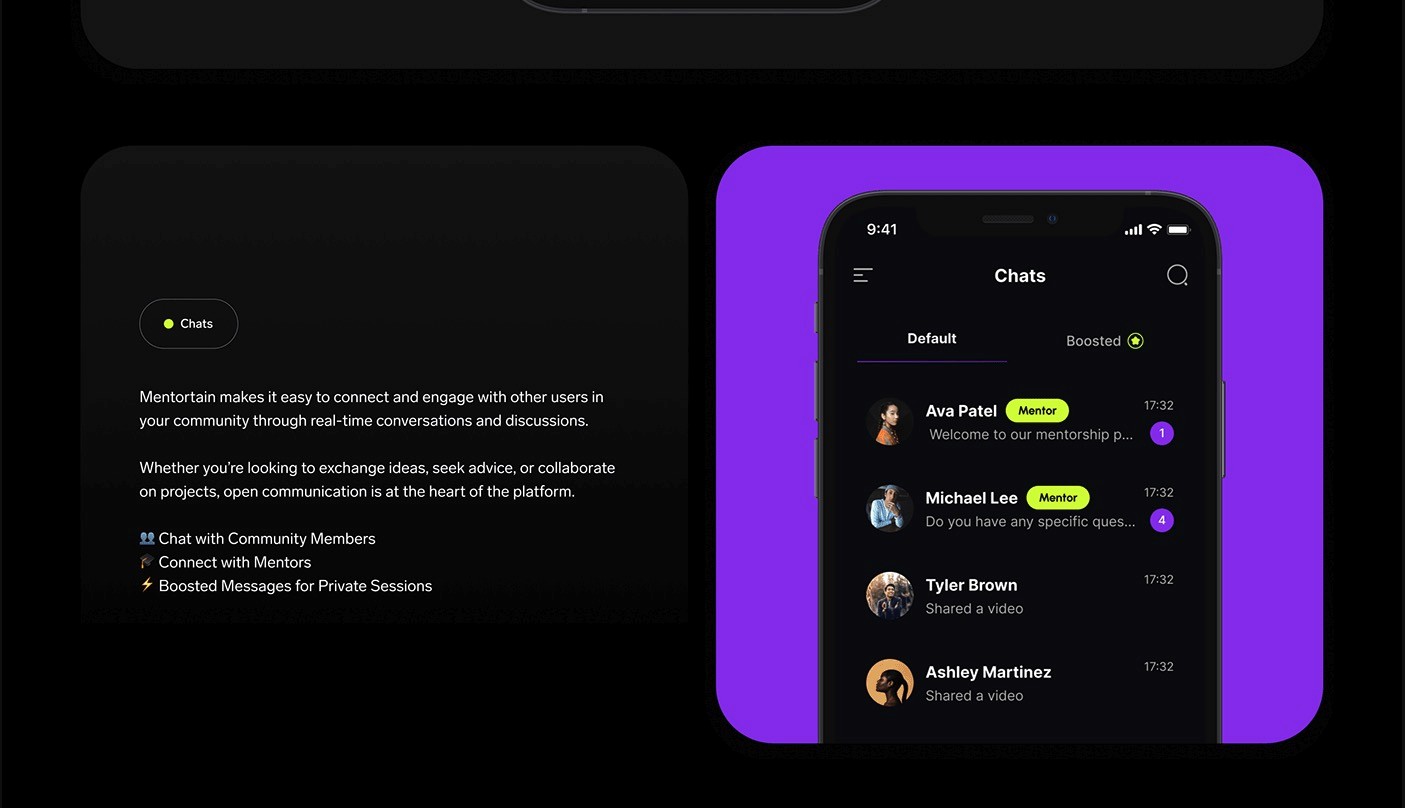 Chats
Mentortain makes it easy to connect and engage with other users in
your community through real-time conversations and discussions.
Whether you’re looking to exchange ideas, seek advice, or collaborate
on projects, open communication is at the heart of the platform.
👥 Chat with Community Members
🎓 Connect with Mentors
⚡ Boosted Messages for Private Sessions
9:41
Chats
Default Boosted
Ava Patel Mentor 17:32
Welcome to our mentorship p... 1
Michael Lee Mentor 17:32
Do you have any specific ques... 4
Tyler Brown 17:32
Shared a video
Ashley Martinez 17:32
Shared a video